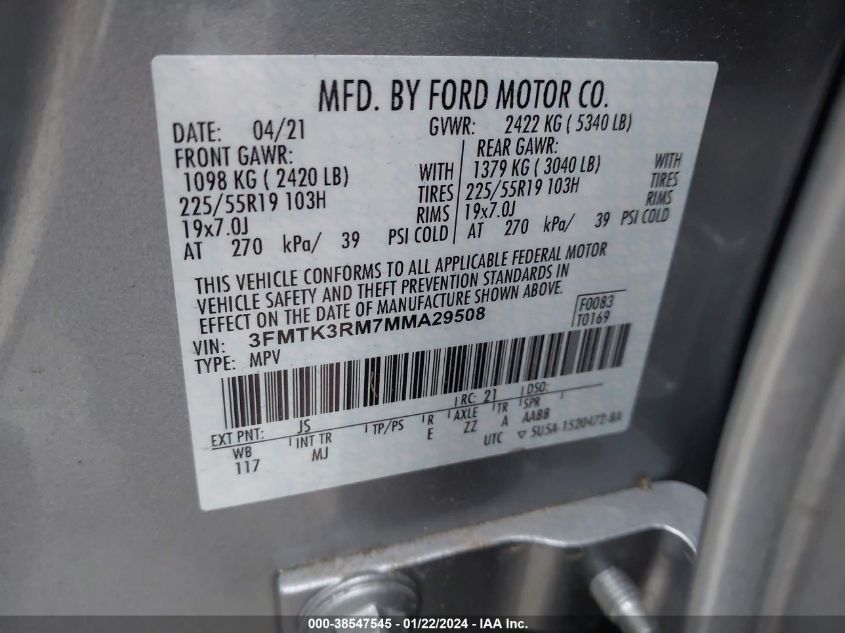 MFD. BY FORD MOTOR CO.
DATE: 04/21 GVWR: 2422 KG ( 5340 LB)
FRONT GAWR: REAR GAWR:
1098 KG ( 2420 LB) WITH 1379 KG ( 3040 LB) WITH
225/55R19 103H TIRES 225/55R19 103H TIRES
19x7.0J RIMS 19x7.0J RIMS
AT 270 kPa/ 39 PSI COLD AT 270 kPa/ 39 PSI COLD
THIS VEHICLE CONFORMS TO ALL APPLICABLE FEDERAL MOTOR
VEHICLE SAFETY AND THEFT PREVENTION STANDARDS IN
EFFECT ON THE DATE OF MANUFACTURE SHOWN ABOVE.
F0083
T0169
VIN: 3FMTK3RM7MMA29508
TYPE: MPV
RC: 21 DSO:
EXT PNT: JS
WB INT TR TP/PS R AXLE TR SPR
117 MJ E ZZ A AABB
UTC ▽ 5U5A-1520472-BA
000-38547545 - 01/22/2024 - IAA Inc.